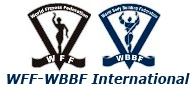 World Fitness Federation
WFF
World Body Building Federation
WBBF
WFF-WBBF International